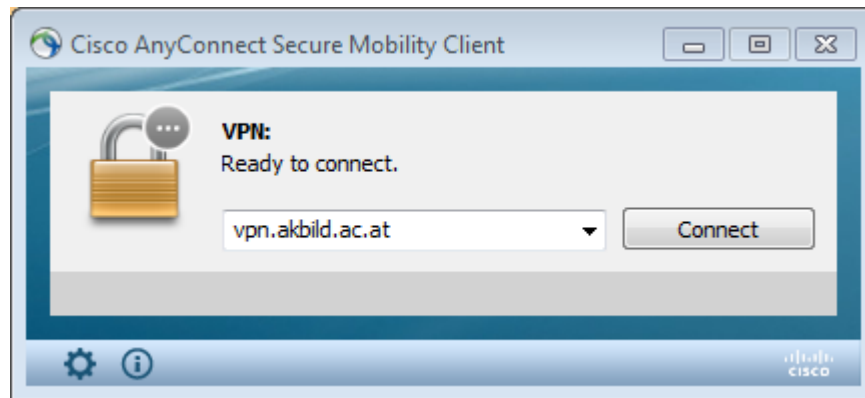 Cisco AnyConnect Secure Mobility Client
VPN:
Ready to connect.
vpn.akbild.ac.at
Connect
CISCO